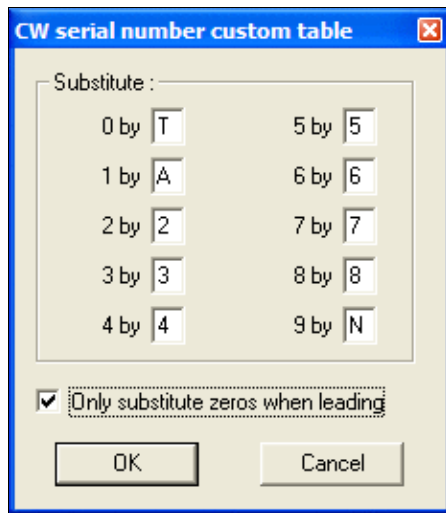 CW serial number custom table
Substitute :
0 by T 5 by 5
1 by A 6 by 6
2 by 2 7 by 7
3 by 3 8 by 8
4 by 4 9 by N
Only substitute zeros when leading
OK Cancel